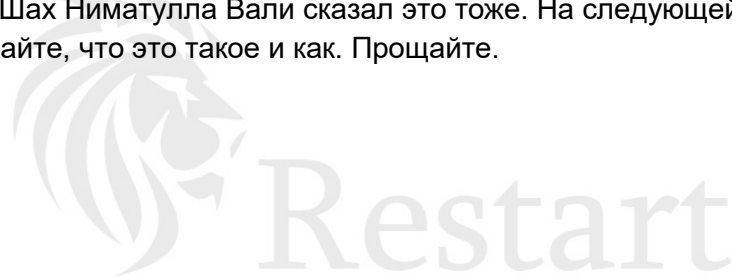 Шах Ниматулла Вали сказал это тоже. На следующей
айте, что это такое и как. Прощайте.
Restart